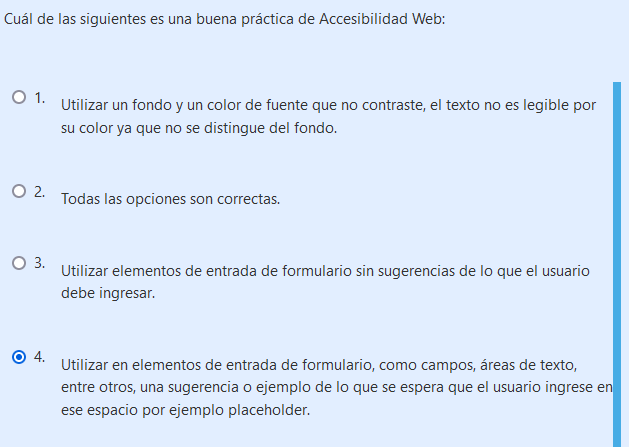 Cuál de las siguientes es una buena práctica de Accesibilidad Web:
1.
Utilizar un fondo y un color de fuente que no contraste, el texto no es legible por
su color ya que no se distingue del fondo.
2.
Todas las opciones son correctas.
3.
Utilizar elementos de entrada de formulario sin sugerencias de lo que el usuario
debe ingresar.
4.
Utilizar en elementos de entrada de formulario, como campos, áreas de texto,
entre otros, una sugerencia o ejemplo de lo que se espera que el usuario ingrese en
ese espacio por ejemplo placeholder.